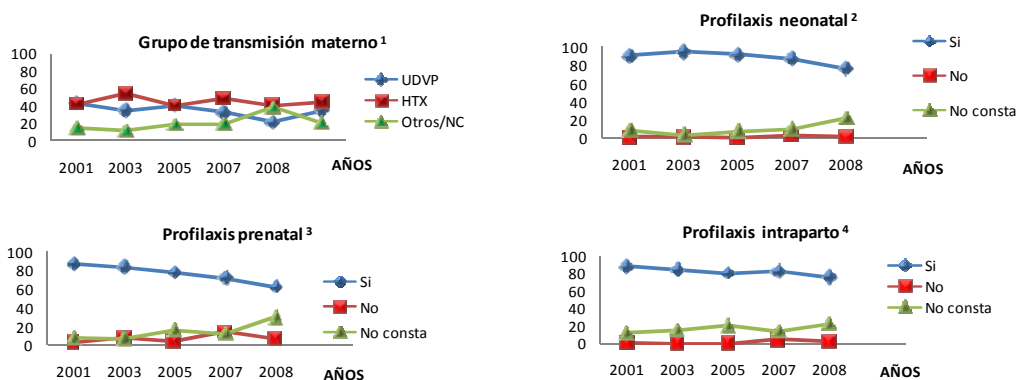 Grupo de transmisión materno 1
100
80
60
40
20
0
2001 2003 2005 2007 2008 AÑOS
UDVP
HTX
Otros/NC
Profilaxis neonatal 2
100
80
60
40
20
0
2001 2003 2005 2007 2008 AÑOS
Si
No
No consta
Profilaxis prenatal 3
100
80
60
40
20
0
2001 2003 2005 2007 2008 AÑOS
Si
No
No consta
Profilaxis intraparto 4
100
80
60
40
20
0
2001 2003 2005 2007 2008 AÑOS
Si
No
No consta